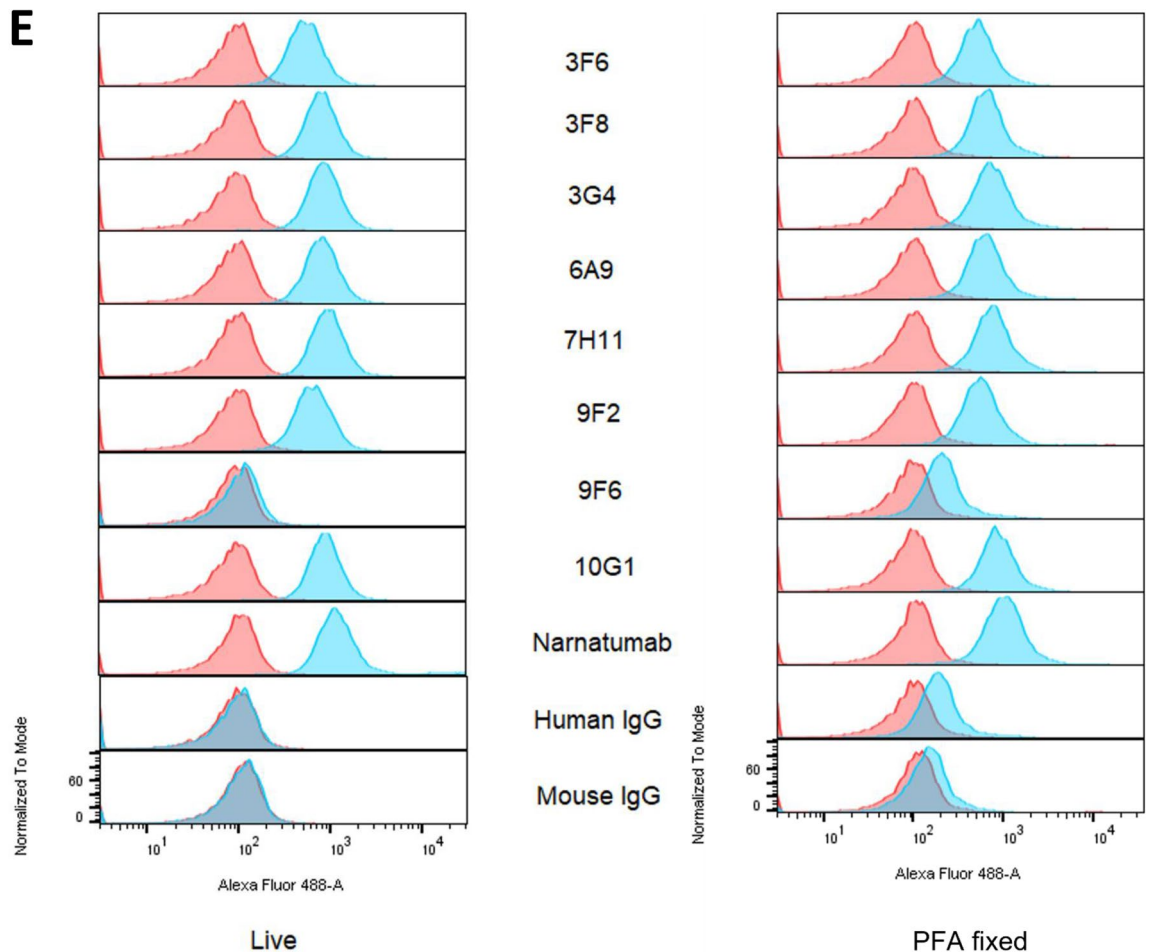 E
3F6
3F8
3G4
6A9
7H11
9F2
9F6
10G1
Narnatumab
Human IgG
Mouse IgG
Normalized To Mode
60
0
10¹ 10² 10³ 10⁴
Alexa Fluor 488-A
Live
Normalized To Mode
60
0
10¹ 10² 10³ 10⁴
Alexa Fluor 488-A
PFA fixed